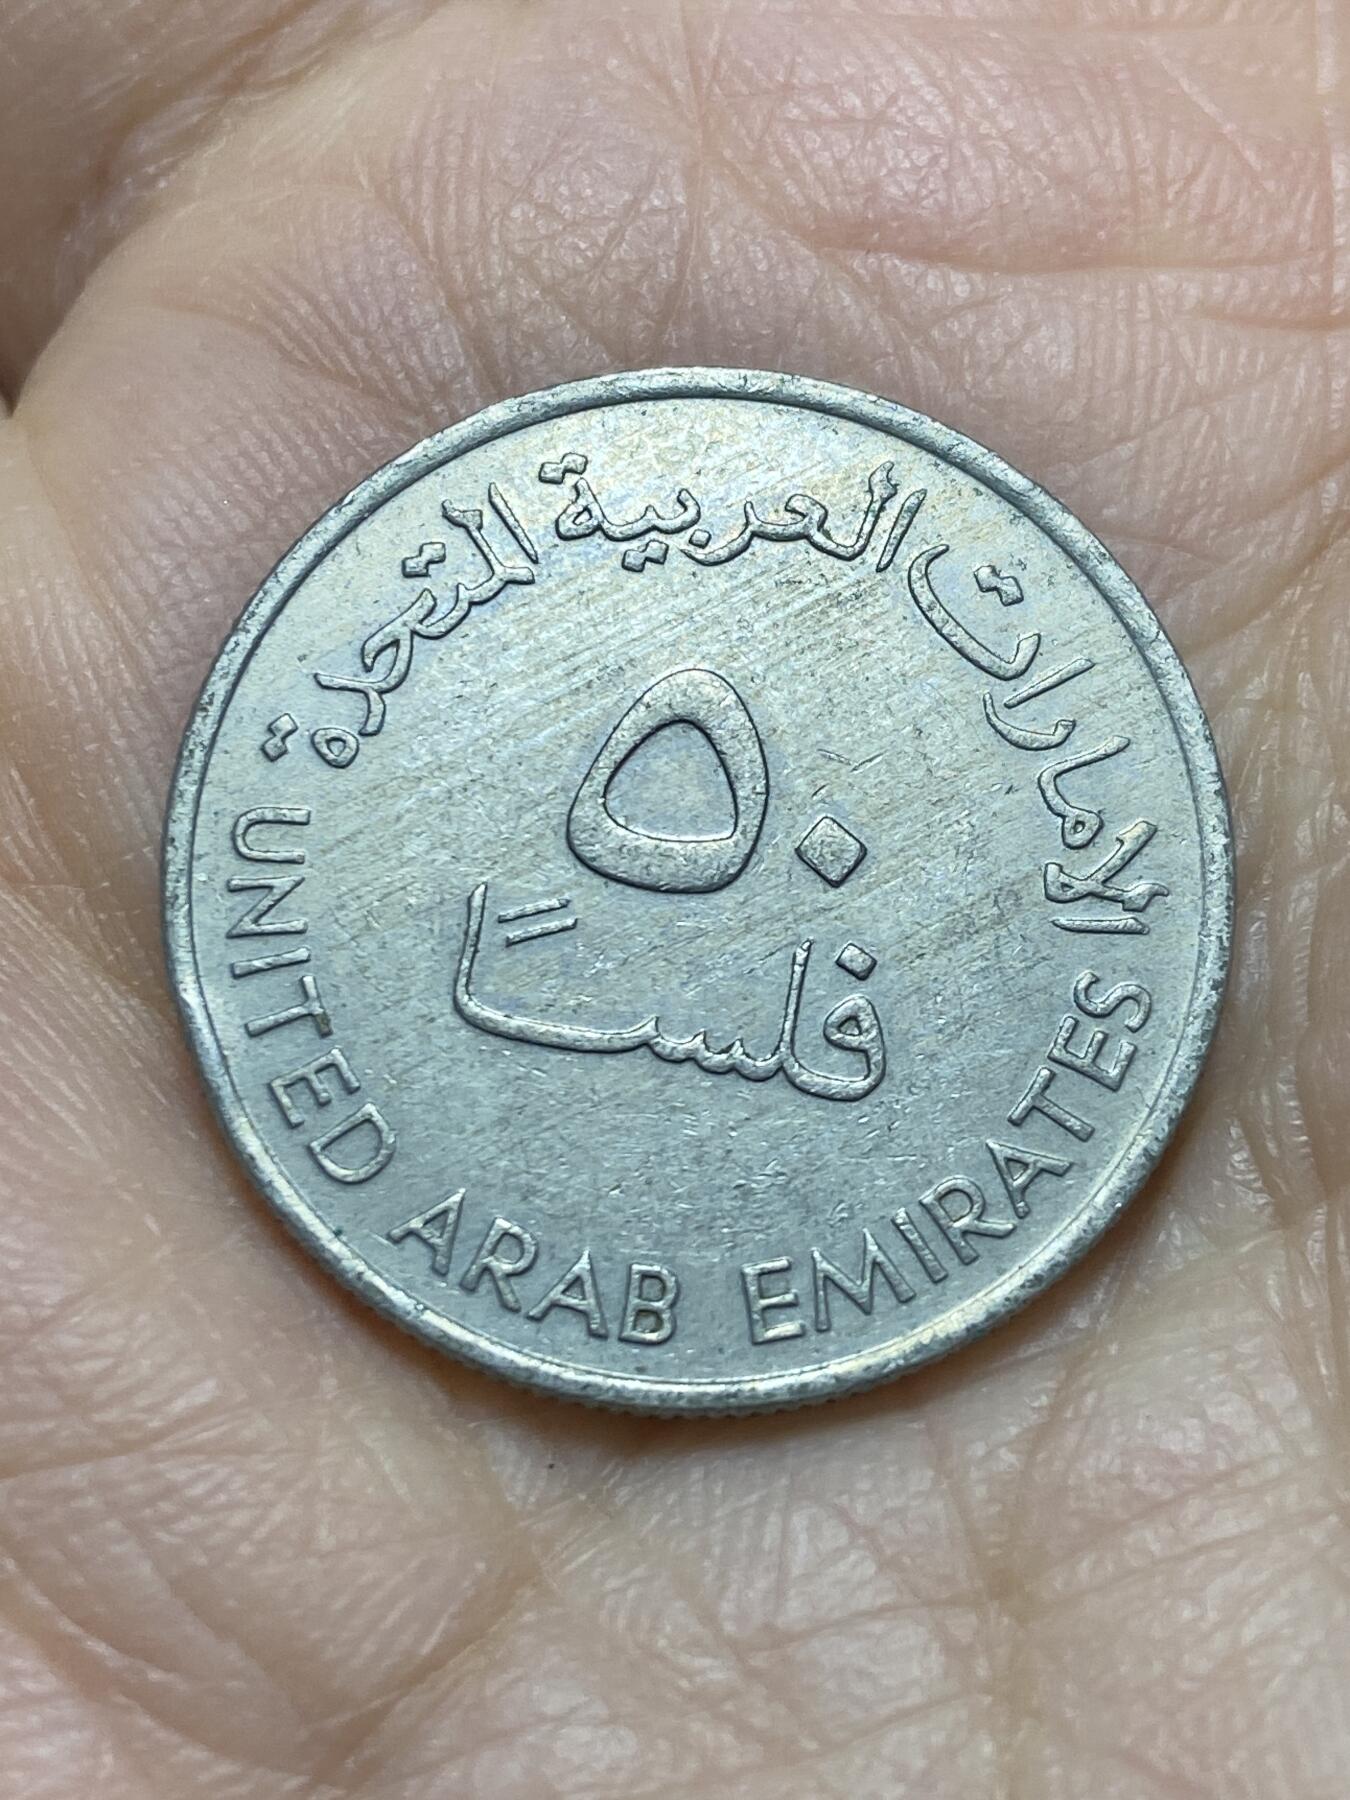 الإمارات العربية المتحدة
٥٠
فلساً
UNITED ARAB EMIRATES